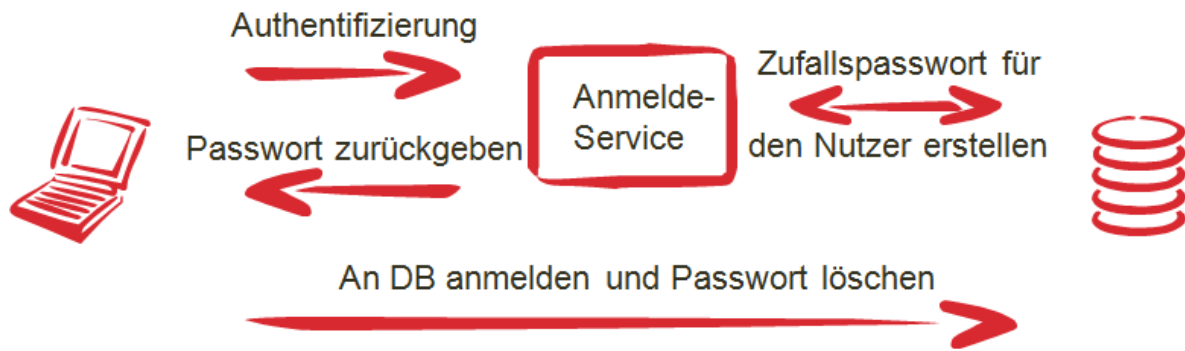 Authentifizierung
Anmelde-
Service
Zufallspasswort für
den Nutzer erstellen
Passwort zurückgeben
An DB anmelden und Passwort löschen